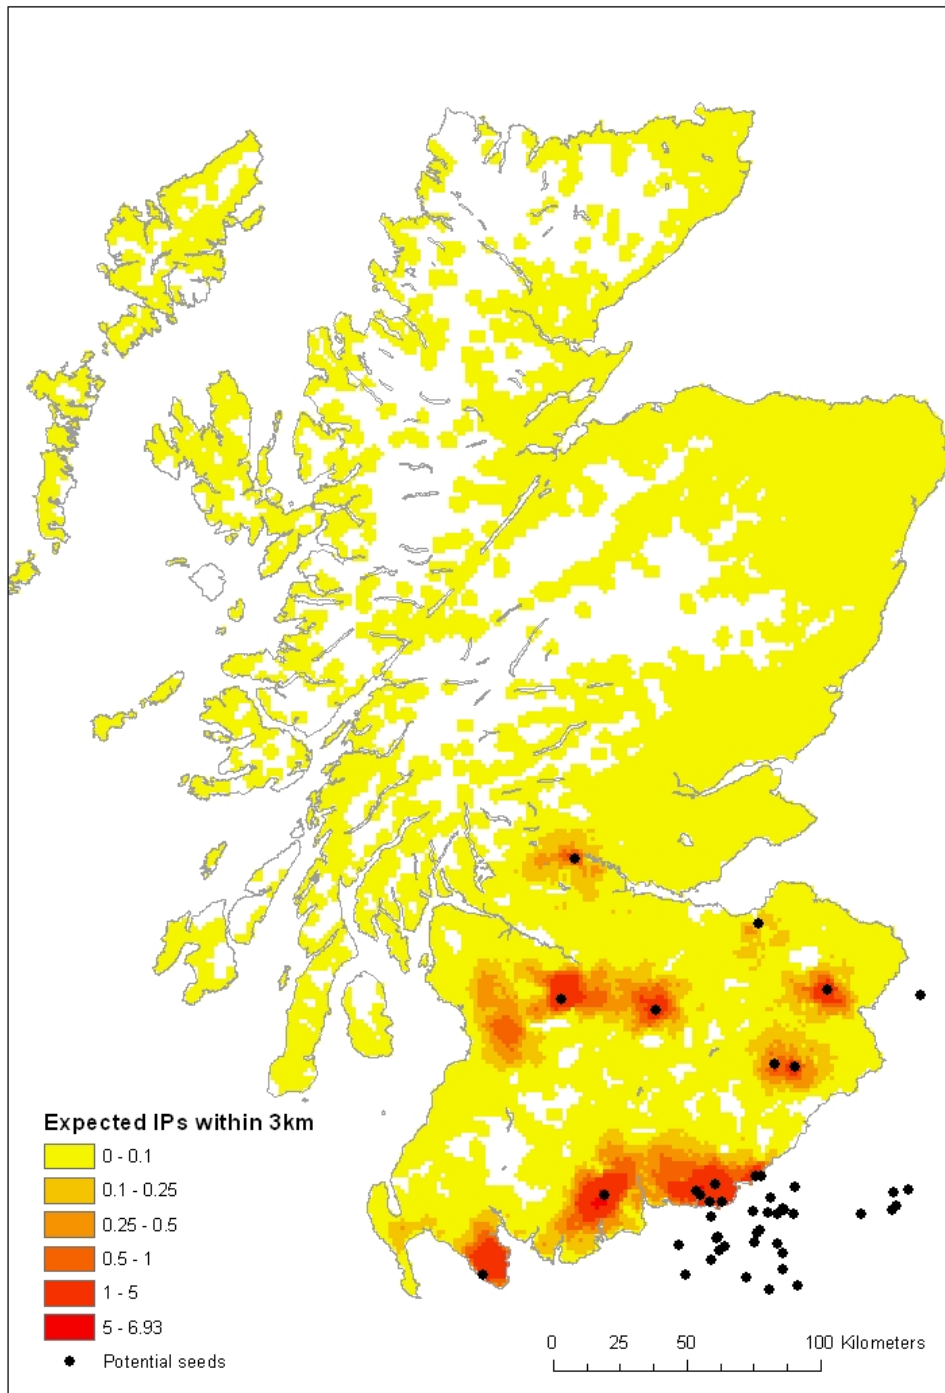 Expected IPs within 3km
0 - 0.1
0.1 - 0.25
0.25 - 0.5
0.5 - 1
1 - 5
5 - 6.93
Potential seeds
0 25 50 100 Kilometers